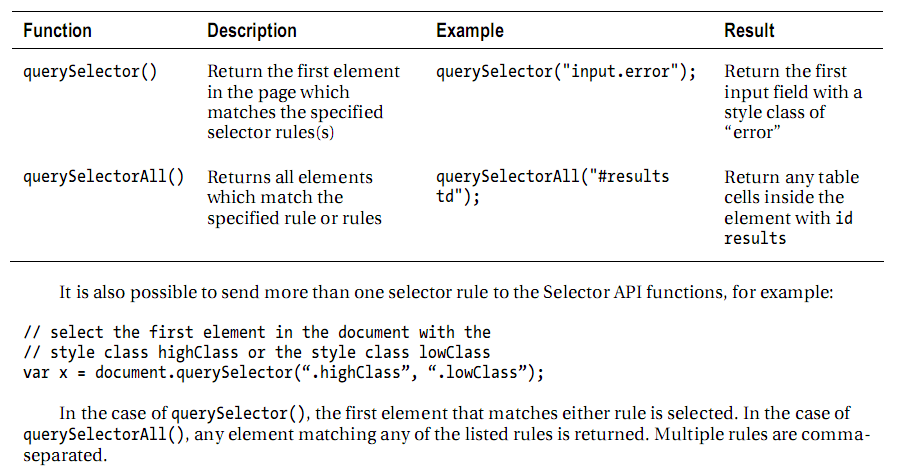 Function Description Example Result
querySelector() Return the first element querySelector("input.error"); Return the first
in the page which input field with a
matches the specified style class of
selector rules(s) “error”
querySelectorAll() Returns all elements querySelectorAll("#results Return any table
which match the td"); cells inside the
specified rule or rules element with id
results
It is also possible to send more than one selector rule to the Selector API functions, for example:
// select the first element in the document with the
// style class highClass or the style class lowClass
var x = document.querySelector(“.highClass”, “.lowClass”);
In the case of querySelector(), the first element that matches either rule is selected. In the case of
querySelectorAll(), any element matching any of the listed rules is returned. Multiple rules are comma-
separated.